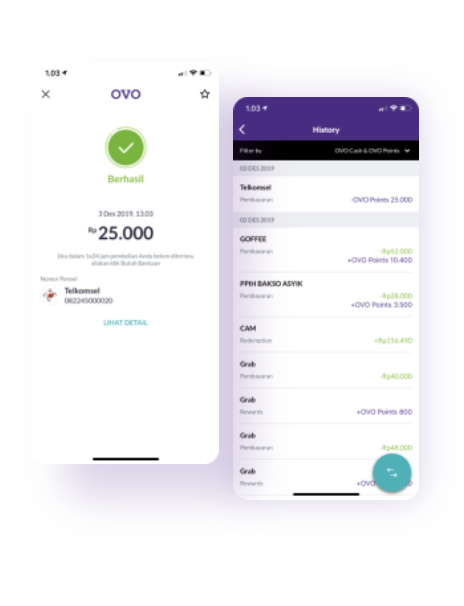 1.03
OVO
Berhasil
3 Des 2019, 13.03
Rp 25.000
Jika dalam 1x24 jam pembelian Anda belum diterima,
silakan klik Butuh Bantuan
Nomor Ponsel
Telkomsel
082245000020
LIHAT DETAIL
1.03
History
Filter by OVO Cash & OVO Points
03 DES 2019
Telkomsel
Pembayaran -OVO Points 25.000
02 DES 2019
GOFFEE
Pembayaran -Rp52.000
+OVO Points 10.400
PPIH BAKSO ASYIK
Pembayaran -Rp28.000
+OVO Points 3.500
CAM
Redemption +Rp156.490
Grab
Pembayaran -Rp40.000
Grab
Rewards +OVO Points 800
Grab
Pembayaran -Rp48.000
Grab
Rewards +OVO